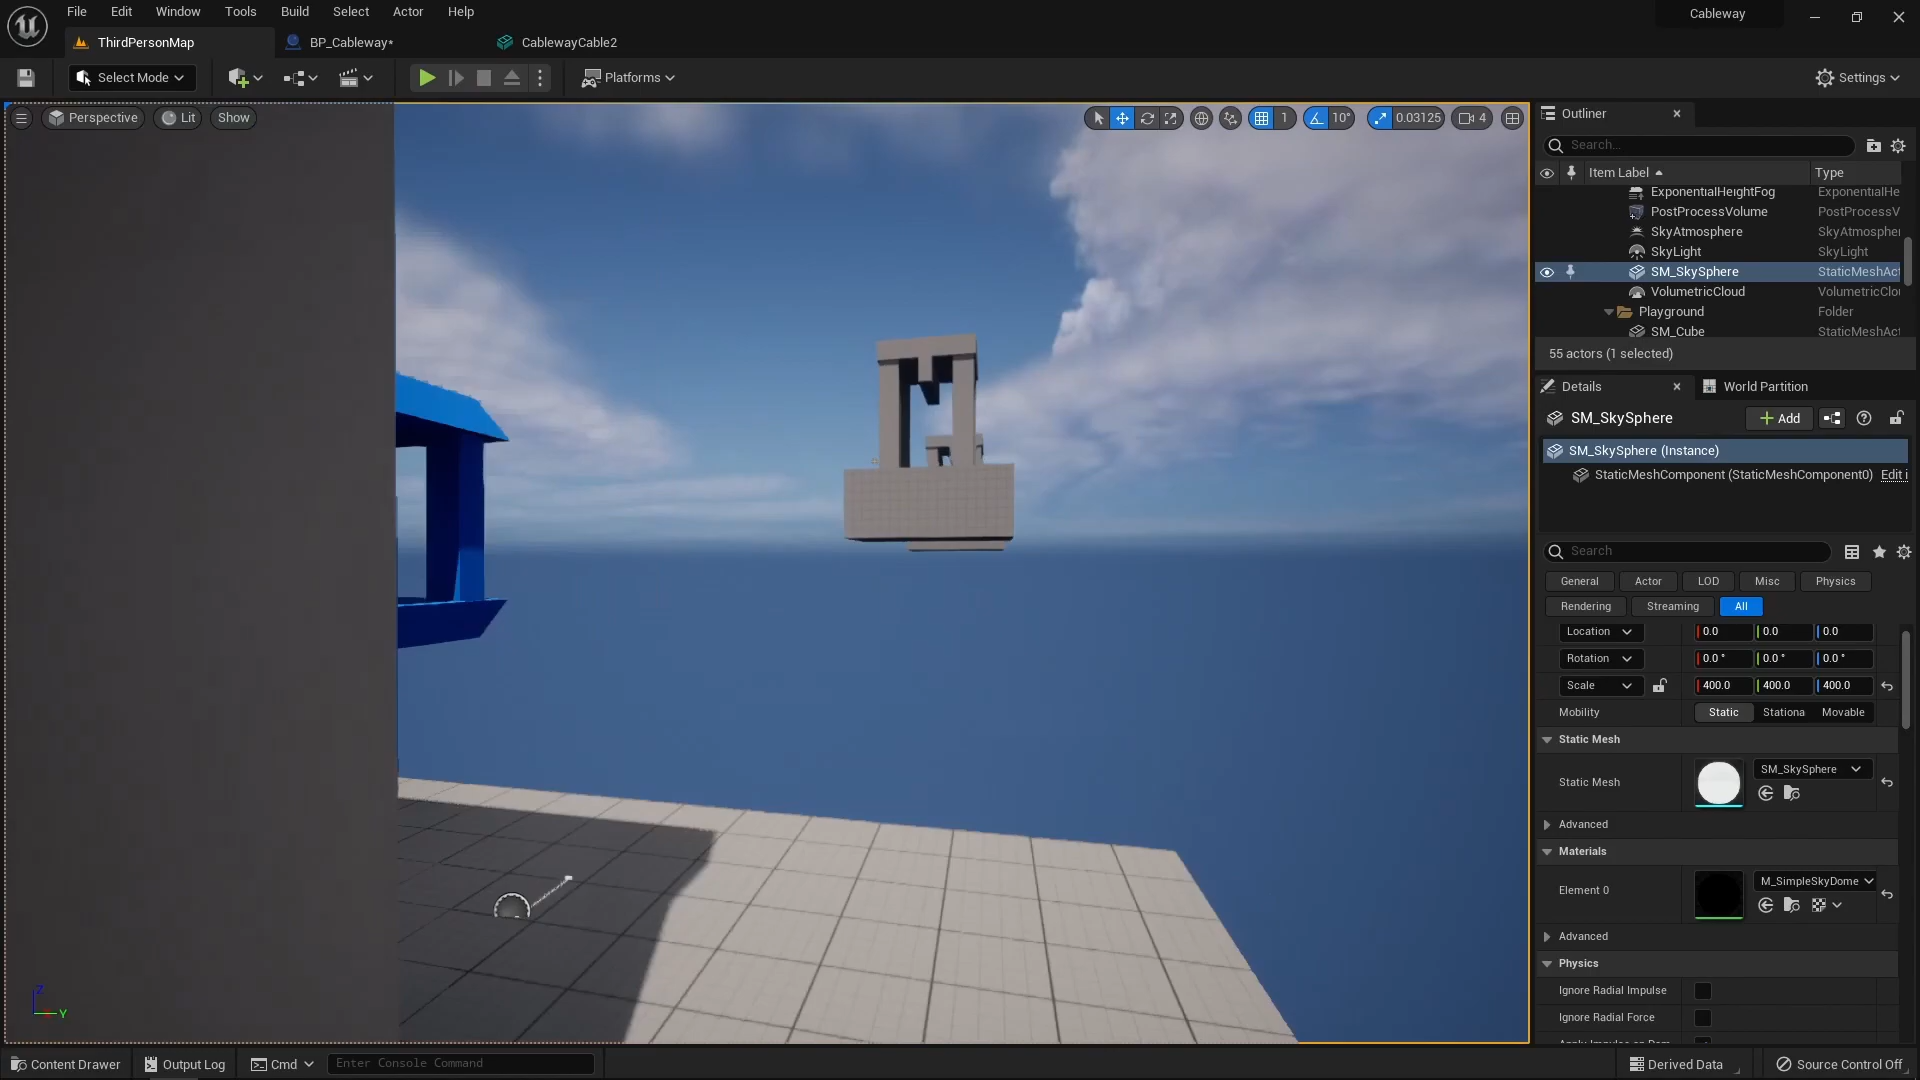 File Edit Window Tools Build Select Actor Help
Cableway
ThirdPersonMap
BP_Cableway*
CablewayCable2
Select Mode
Platforms
Settings
Perspective
Lit
Show
1
10°
0.03125
4
Outliner
Search...
Item Label
Type
ExponentialHeightFog ExponentialHe
PostProcessVolume PostProcessV
SkyAtmosphere SkyAtmospher
SkyLight SkyLight
SM_SkySphere StaticMeshAct
VolumetricCloud VolumetricClo
Playground Folder
SM_Cube StaticMeshAct
55 actors (1 selected)
Details
World Partition
SM_SkySphere
Add
SM_SkySphere (Instance)
StaticMeshComponent (StaticMeshComponent0) Edit i
Search
General Actor LOD Misc Physics
Rendering Streaming All
Location 0.0 0.0 0.0
Rotation 0.0 ° 0.0 ° 0.0 °
Scale 400.0 400.0 400.0
Mobility Static Stationa Movable
Static Mesh
Static Mesh SM_SkySphere
Advanced
Materials
Element 0 M_SimpleSkyDome
Advanced
Physics
Ignore Radial Impulse
Ignore Radial Force
Z
Y
Content Drawer
Output Log
Cmd
Enter Console Command
Derived Data
Source Control Off